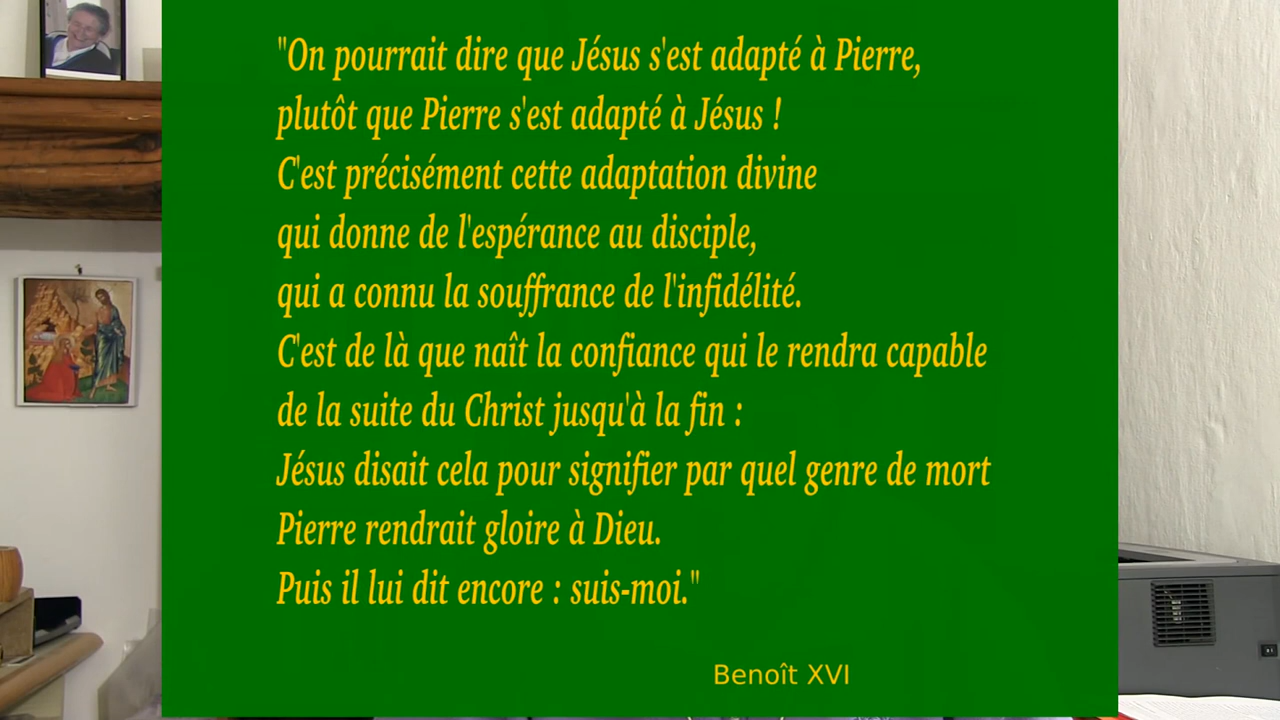 "On pourrait dire que Jésus s'est adapté à Pierre,
plutôt que Pierre s'est adapté à Jésus !
C'est précisément cette adaptation divine
qui donne de l'espérance au disciple,
qui a connu la souffrance de l'infidélité.
C'est de là que naît la confiance qui le rendra capable
de la suite du Christ jusqu'à la fin :
Jésus disait cela pour signifier par quel genre de mort
Pierre rendrait gloire à Dieu.
Puis il lui dit encore : suis-moi."
Benoît XVI